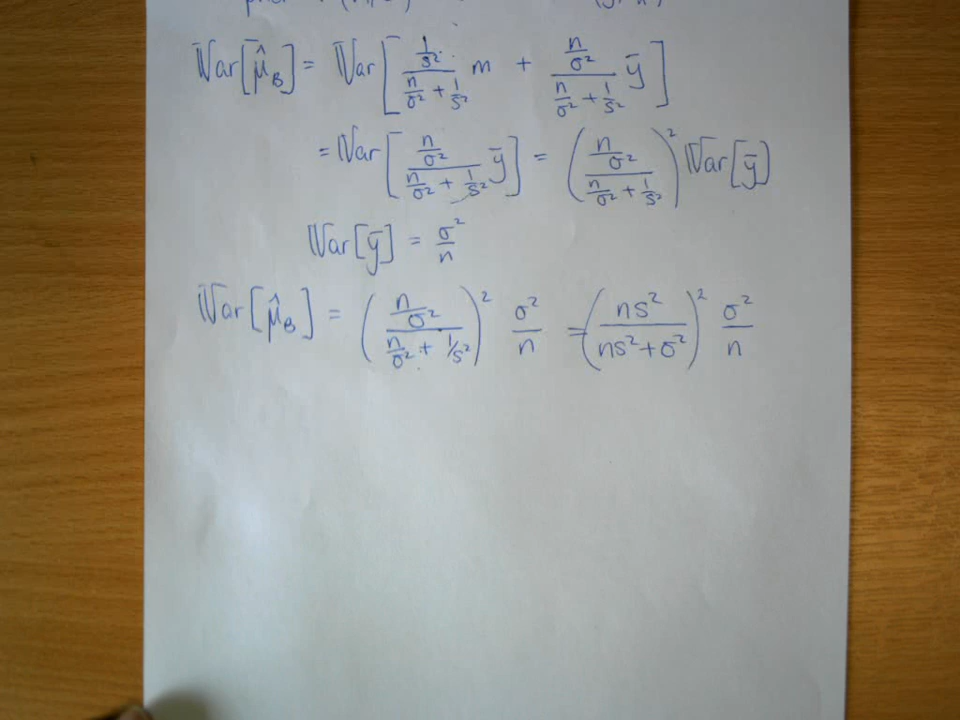 Var[μ̂_B] = Var[ (1/s²)/(n/σ² + 1/s²) m + (n/σ²)/(n/σ² + 1/s²) ȳ ]
= Var[ (n/σ²)/(n/σ² + 1/s²) ȳ ] = ( (n/σ²)/(n/σ² + 1/s²) )² Var[ȳ]
Var[ȳ] = σ²/n
Var[μ̂_B] = ( (n/σ²)/(n/σ² + 1/s²) )² σ²/n = ( ns²/(ns² + σ²) )² σ²/n